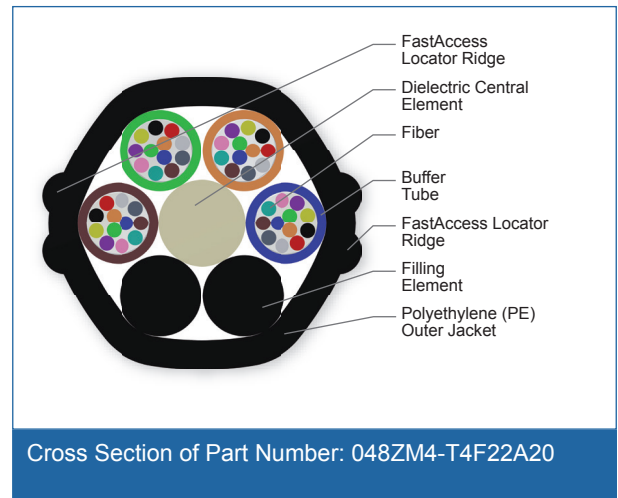 FastAccess
Locator Ridge
Dielectric Central
Element
Fiber
Buffer
Tube
FastAccess Locator
Ridge
Filling
Element
Polyethylene (PE)
Outer Jacket
Cross Section of Part Number: 048ZM4-T4F22A20